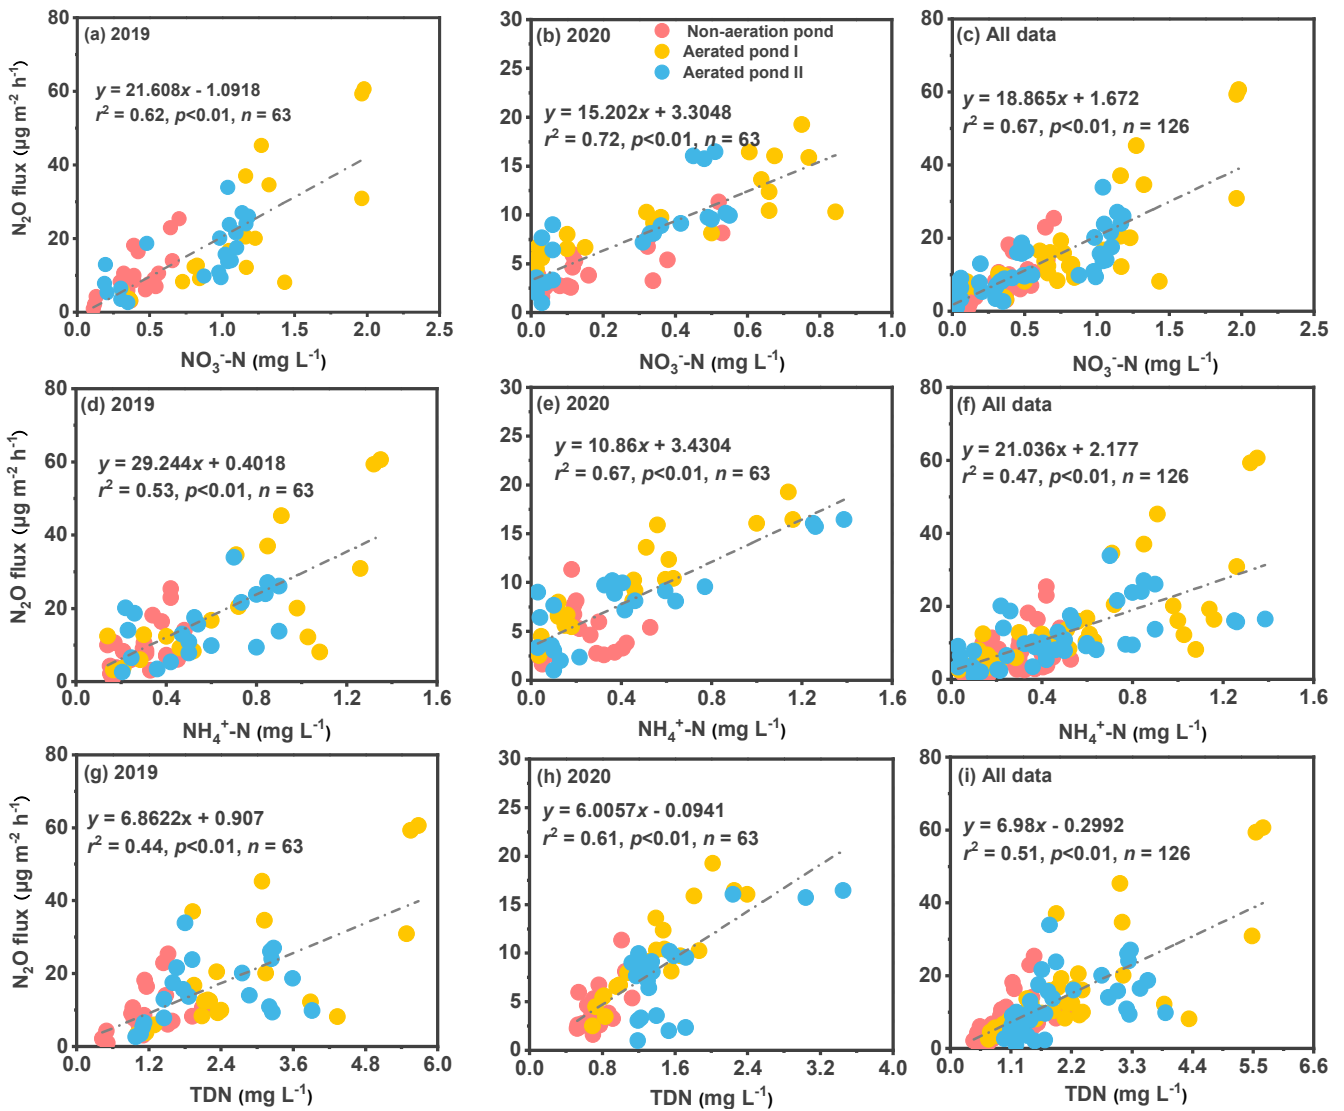 (a) 2019
y = 21.608x - 1.0918
r² = 0.62, p<0.01, n = 63
N₂O flux (µg m⁻² h⁻¹)
80
60
40
20
0
0.0 0.5 1.0 1.5 2.0 2.5
NO₃⁻-N (mg L⁻¹)
(b) 2020
Non-aeration pond
Aerated pond I
Aerated pond II
y = 15.202x + 3.3048
r² = 0.72, p<0.01, n = 63
30
25
20
15
10
5
0
0.0 0.2 0.4 0.6 0.8 1.0
NO₃⁻-N (mg L⁻¹)
(c) All data
y = 18.865x + 1.672
r² = 0.67, p<0.01, n = 126
80
60
40
20
0
0.0 0.5 1.0 1.5 2.0 2.5
NO₃⁻-N (mg L⁻¹)
(d) 2019
y = 29.244x + 0.4018
r² = 0.53, p<0.01, n = 63
N₂O flux (µg m⁻² h⁻¹)
80
60
40
20
0
0.0 0.4 0.8 1.2 1.6
NH₄⁺-N (mg L⁻¹)
(e) 2020
y = 10.86x + 3.4304
r² = 0.67, p<0.01, n = 63
30
25
20
15
10
5
0
0.0 0.4 0.8 1.2 1.6
NH₄⁺-N (mg L⁻¹)
(f) All data
y = 21.036x + 2.177
r² = 0.47, p<0.01, n = 126
80
60
40
20
0
0.0 0.4 0.8 1.2 1.6
NH₄⁺-N (mg L⁻¹)
(g) 2019
y = 6.8622x + 0.907
r² = 0.44, p<0.01, n = 63
N₂O flux (µg m⁻² h⁻¹)
80
60
40
20
0
0.0 1.2 2.4 3.6 4.8 6.0
TDN (mg L⁻¹)
(h) 2020
y = 6.0057x - 0.0941
r² = 0.61, p<0.01, n = 63
30
25
20
15
10
5
0
0.0 0.8 1.6 2.4 3.2 4.0
TDN (mg L⁻¹)
(i) All data
y = 6.98x - 0.2992
r² = 0.51, p<0.01, n = 126
80
60
40
20
0
0.0 1.1 2.2 3.3 4.4 5.5 6.6
TDN (mg L⁻¹)